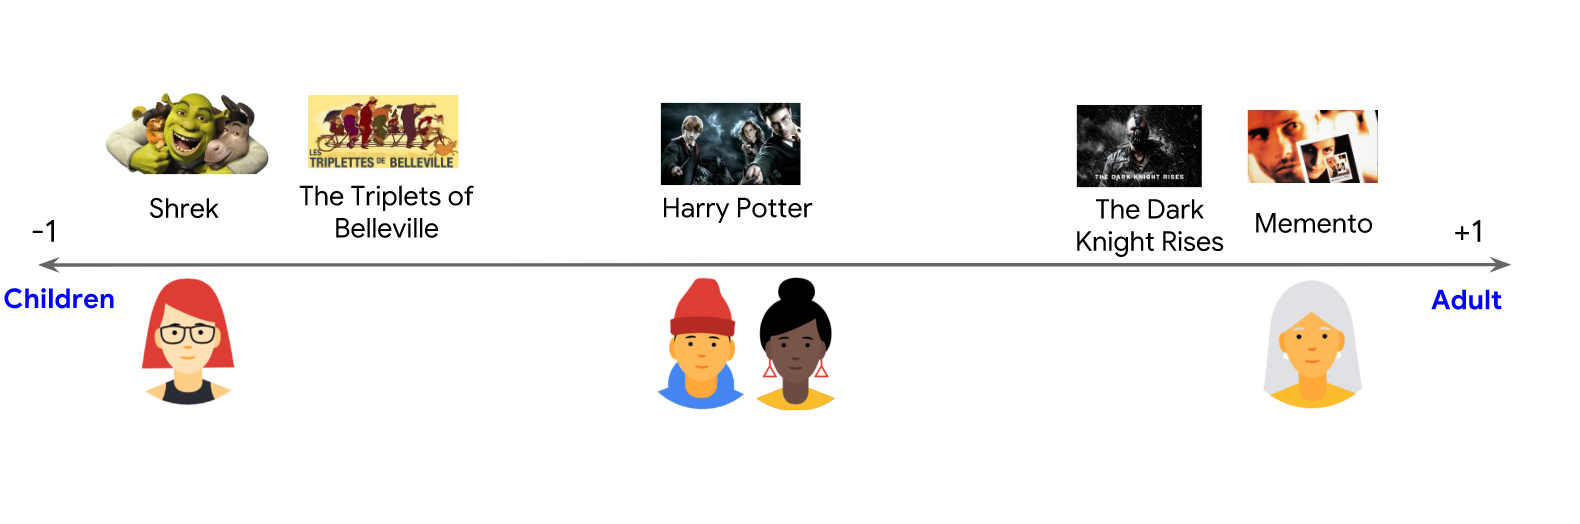 LES
TRIPLETTES DE BELLEVILLE
THE DARK KNIGHT RISES
Shrek
The Triplets of
Belleville
Harry Potter
The Dark
Knight Rises
Memento
-1
+1
Children
Adult